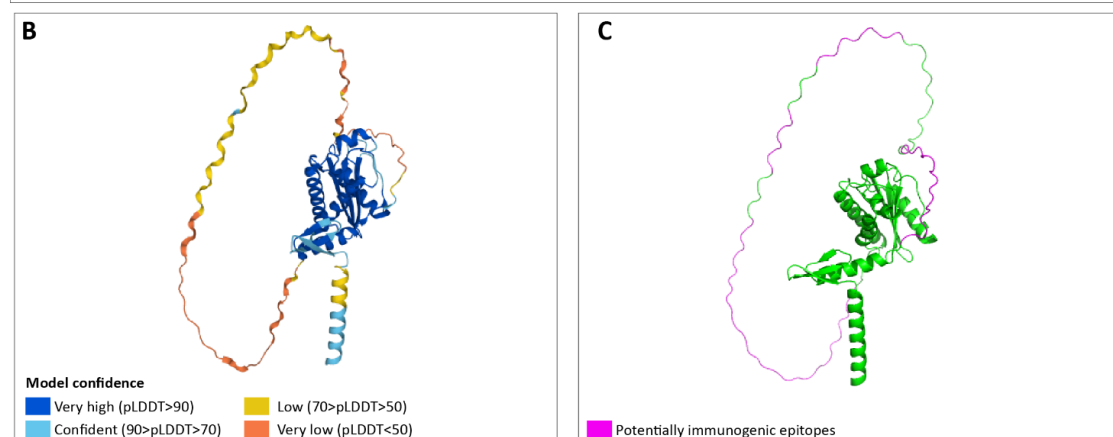 B
C
Model confidence
Very high (pLDDT>90)
Low (70>pLDDT>50)
Confident (90>pLDDT>70)
Very low (pLDDT<50)
Potentially immunogenic epitopes